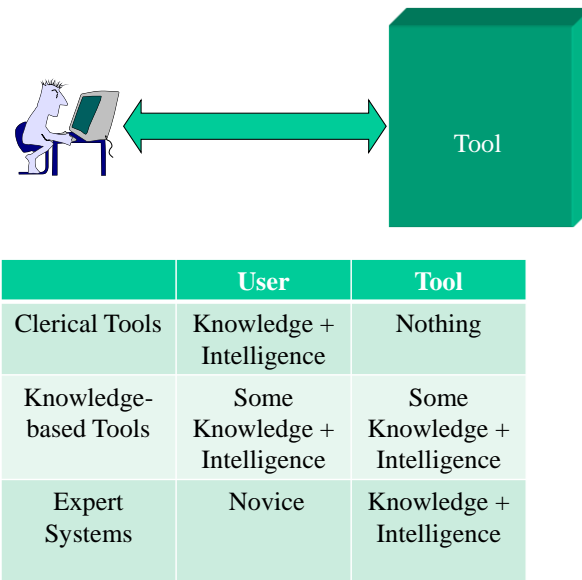 Tool
User Tool
Clerical Tools Knowledge + Nothing
Intelligence
Knowledge- Some Some
based Tools Knowledge + Knowledge +
Intelligence Intelligence
Expert Novice Knowledge +
Systems Intelligence